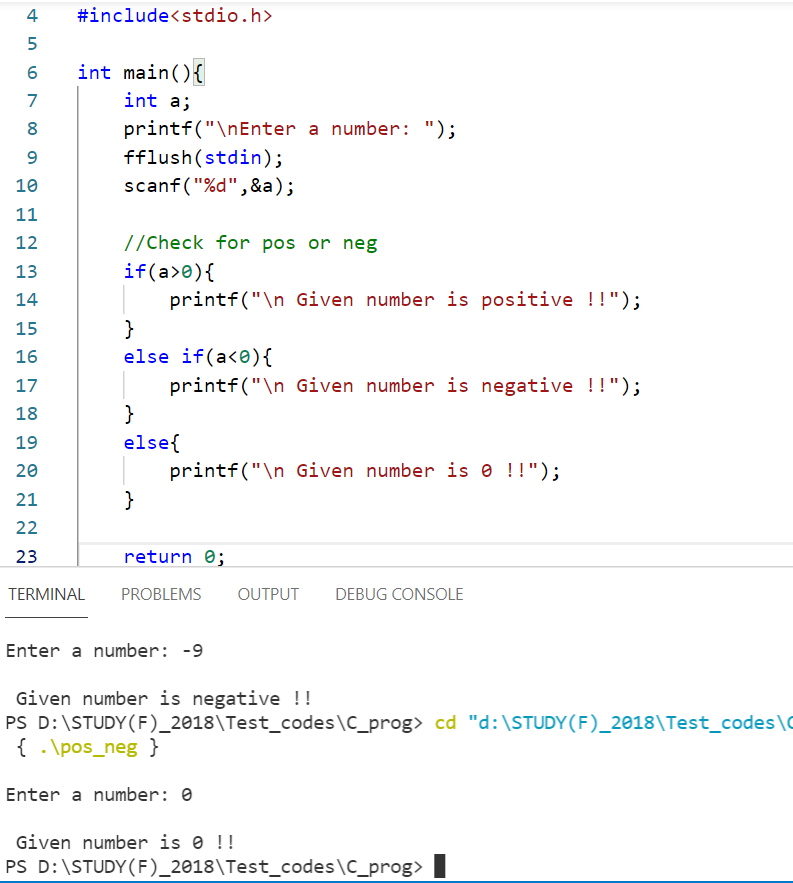 4 #include<stdio.h>
5
6 int main(){
7 int a;
8 printf("\nEnter a number: ");
9 fflush(stdin);
10 scanf("%d",&a);
11
12 //Check for pos or neg
13 if(a>0){
14 printf("\n Given number is positive !!");
15 }
16 else if(a<0){
17 printf("\n Given number is negative !!");
18 }
19 else{
20 printf("\n Given number is 0 !!");
21 }
22
23 return 0;
TERMINAL PROBLEMS OUTPUT DEBUG CONSOLE
Enter a number: -9
Given number is negative !!
PS D:\STUDY(F)_2018\Test_codes\C_prog> cd "d:\STUDY(F)_2018\Test_codes\C
{ .\pos_neg }
Enter a number: 0
Given number is 0 !!
PS D:\STUDY(F)_2018\Test_codes\C_prog>